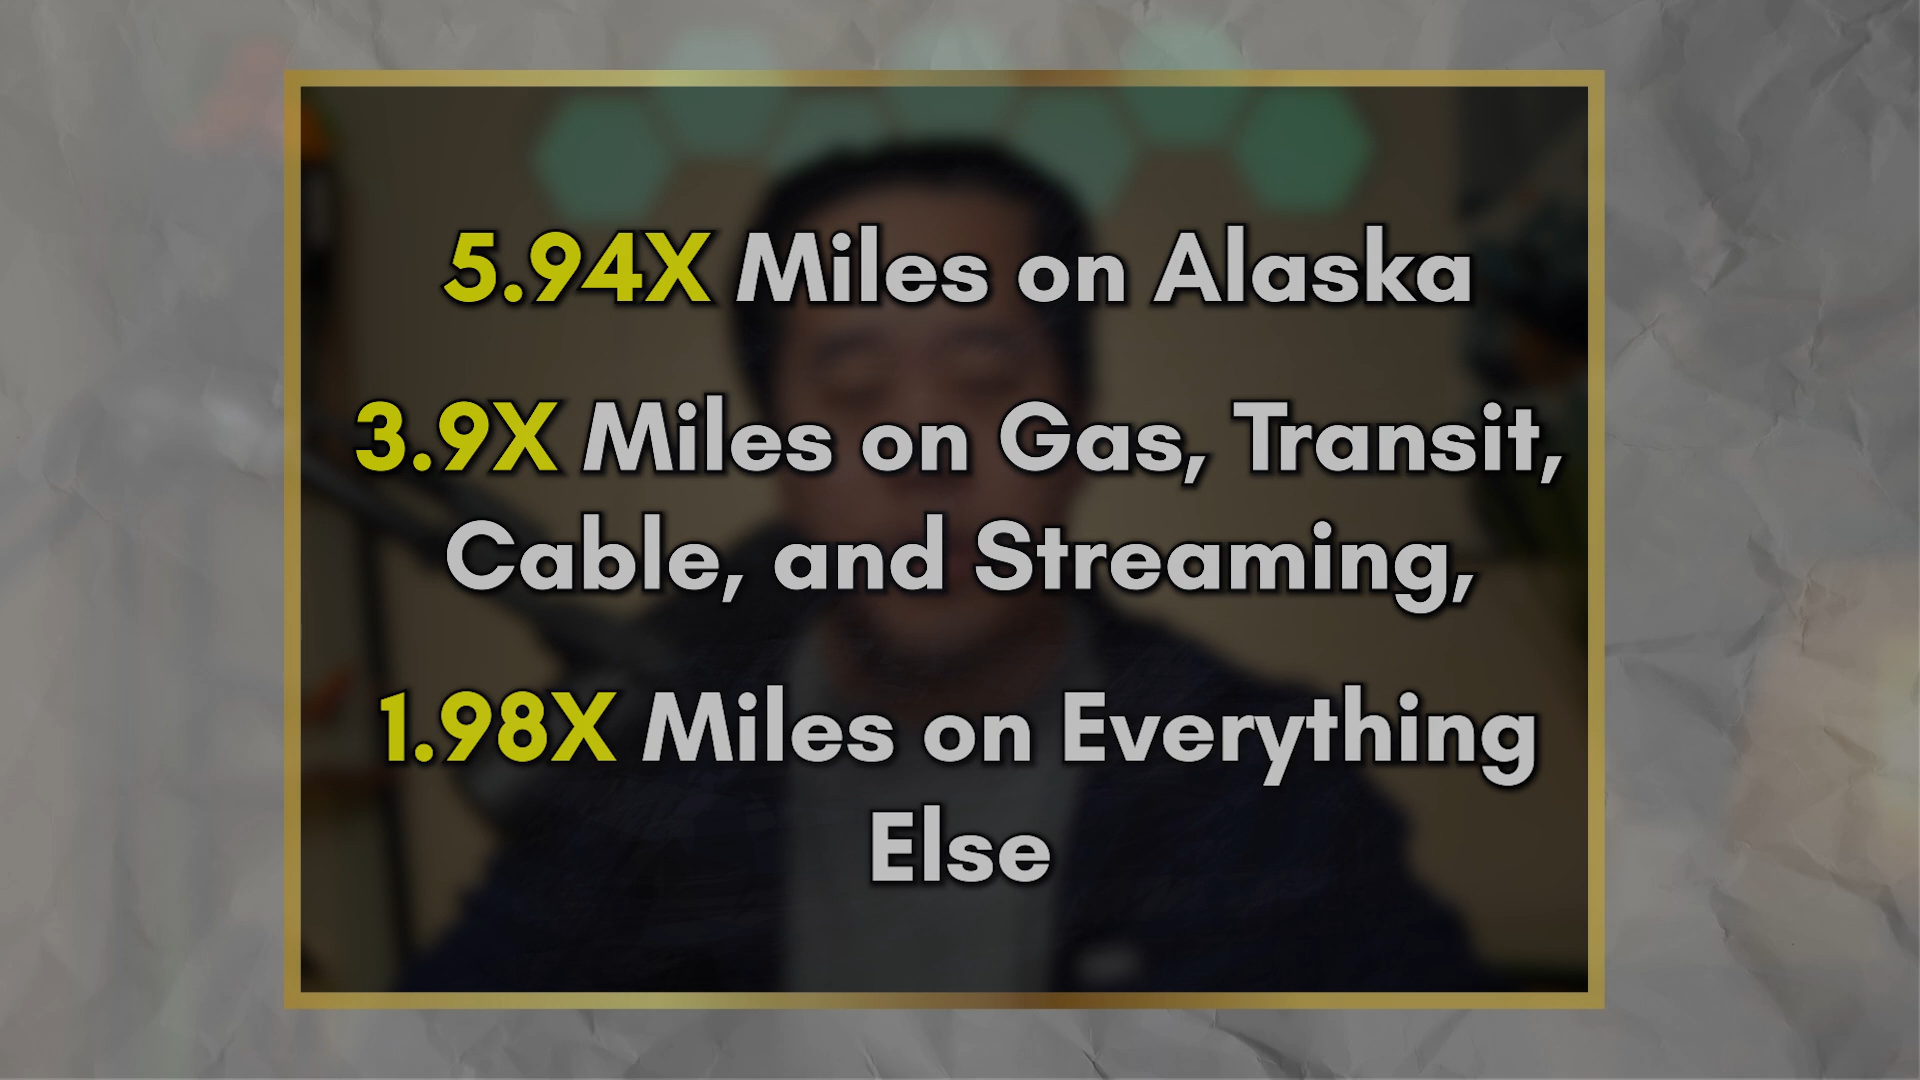 5.94X Miles on Alaska
3.9X Miles on Gas, Transit,
Cable, and Streaming,
1.98X Miles on Everything
Else